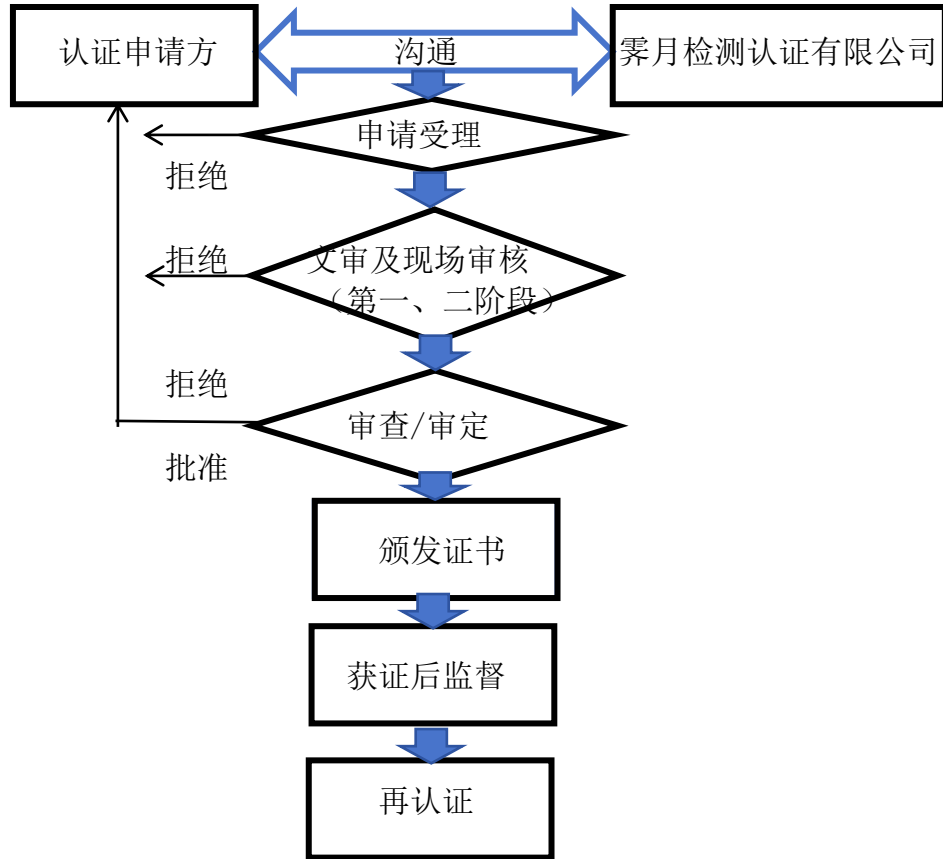 认证申请方
沟通
霁月检测认证有限公司
申请受理
拒绝
拒绝
文审及现场审核
（第一、二阶段）
拒绝
审查/审定
批准
颁发证书
获证后监督
再认证